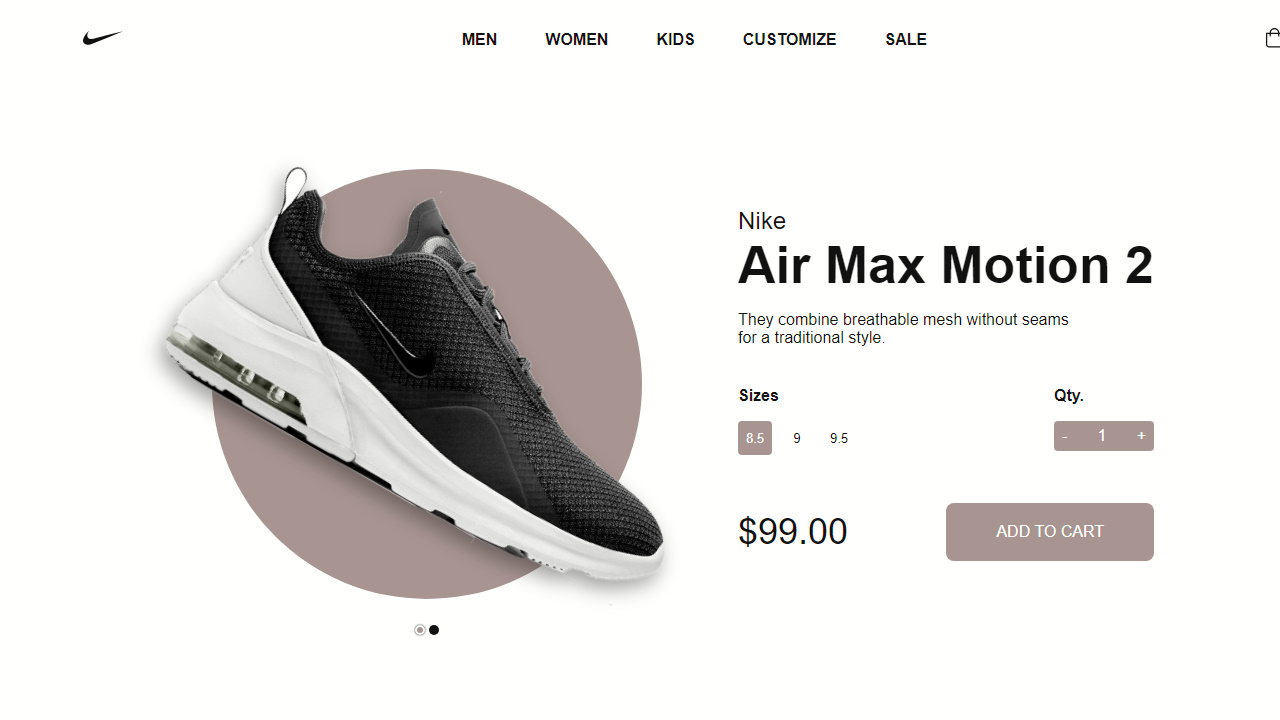 MEN WOMEN KIDS CUSTOMIZE SALE
Nike
Air Max Motion 2
They combine breathable mesh without seams
for a traditional style.
Sizes Qty.
8.5 9 9.5 - 1 +
$99.00 ADD TO CART